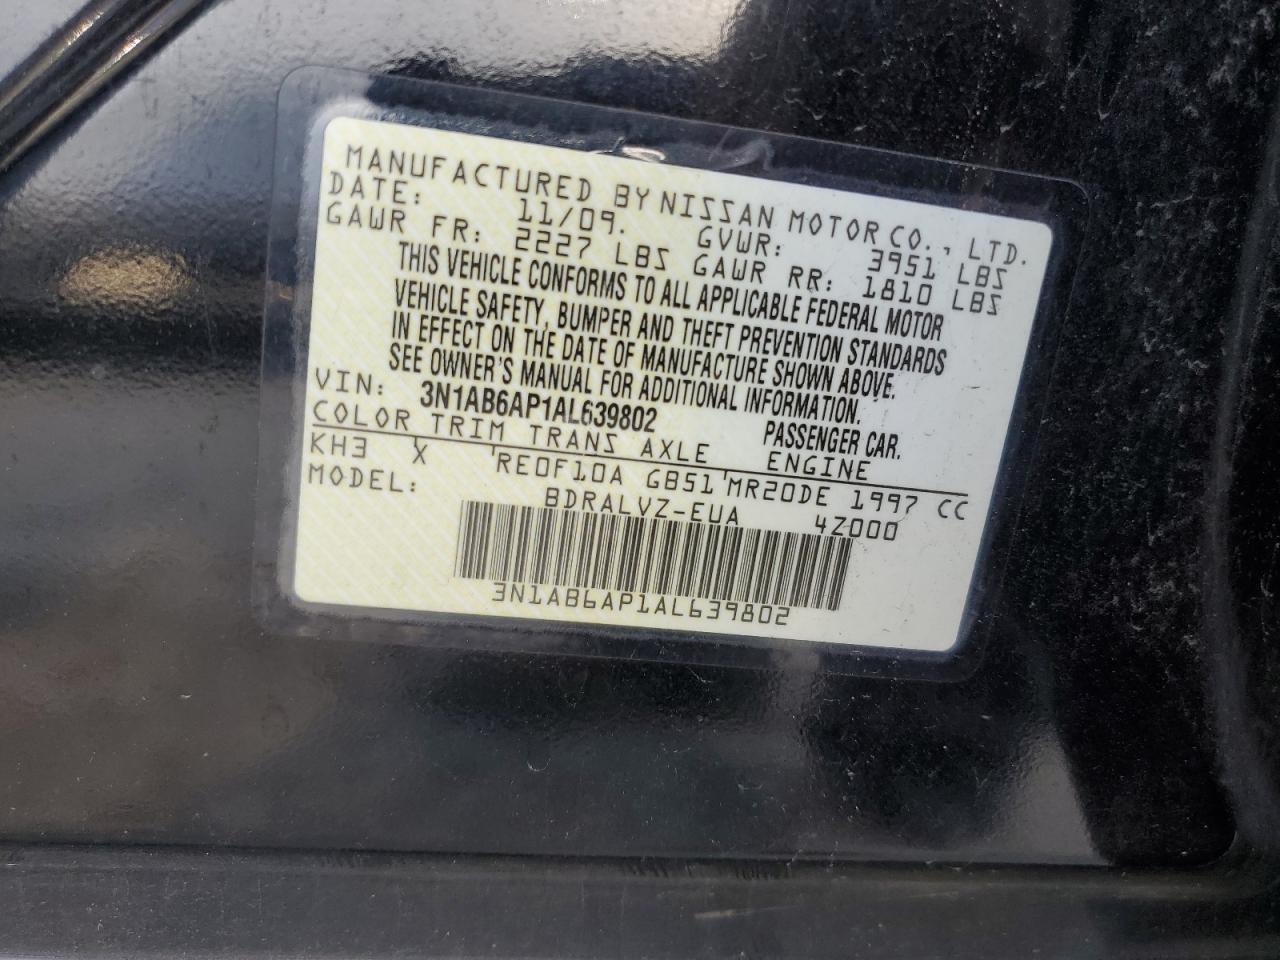 MANUFACTURED BY NISSAN MOTOR CO., LTD.
DATE: 11/09. GVWR: 3951 LBS
GAWR FR: 2227 LBS GAWR RR: 1810 LBS
THIS VEHICLE CONFORMS TO ALL APPLICABLE FEDERAL MOTOR
VEHICLE SAFETY, BUMPER AND THEFT PREVENTION STANDARDS
IN EFFECT ON THE DATE OF MANUFACTURE SHOWN ABOVE.
SEE OWNER'S MANUAL FOR ADDITIONAL INFORMATION.
VIN: 3N1AB6AP1AL639802 PASSENGER CAR.
COLOR TRIM TRANS AXLE ENGINE
KH3 X RE0F10A GB51 MR20DE 1997 CC
MODEL: BDRALVZ-EUA 4Z000
3N1AB6AP1AL639802